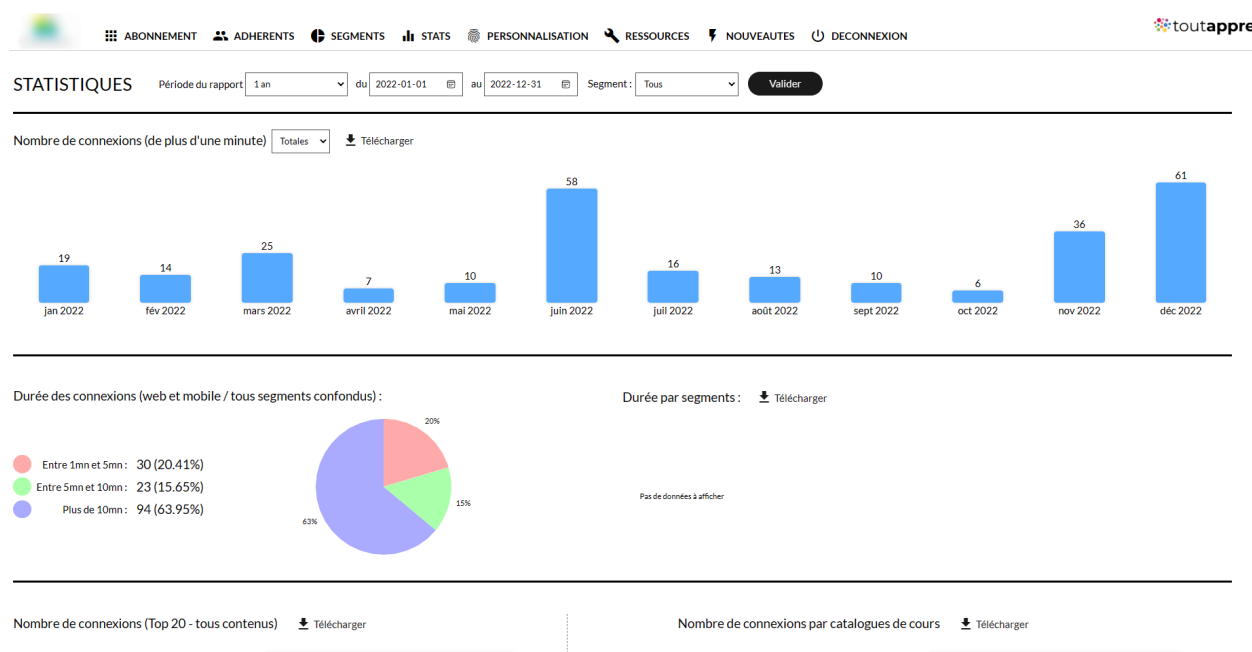 ABONNEMENT ADHERENTS SEGMENTS STATS PERSONNALISATION RESSOURCES NOUVEAUTES DECONNEXION toutappre
STATISTIQUES Période du rapport 1 an du 2022-01-01 au 2022-12-31 Segment : Tous Valider
Nombre de connexions (de plus d'une minute) Totales Télécharger
19 14 25 7 10 58 16 13 10 6 36 61
jan 2022 fév 2022 mars 2022 avril 2022 mai 2022 juin 2022 juil 2022 août 2022 sept 2022 oct 2022 nov 2022 déc 2022
Durée des connexions (web et mobile / tous segments confondus) :
Entre 1mn et 5mn : 30 (20.41%)
Entre 5mn et 10mn : 23 (15.65%)
Plus de 10mn : 94 (63.95%)
20%
15%
63%
Durée par segments : Télécharger
Pas de données à afficher
Nombre de connexions (Top 20 - tous contenus) Télécharger
Nombre de connexions par catalogues de cours Télécharger